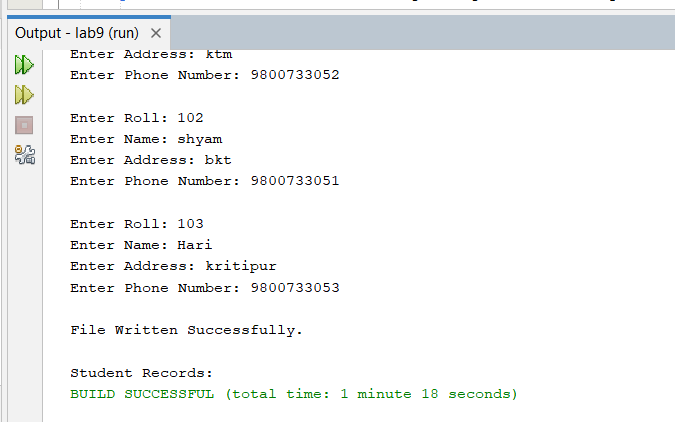 Output - lab9 (run)
Enter Address: ktm
Enter Phone Number: 9800733052
Enter Roll: 102
Enter Name: shyam
Enter Address: bkt
Enter Phone Number: 9800733051
Enter Roll: 103
Enter Name: Hari
Enter Address: kritipur
Enter Phone Number: 9800733053
File Written Successfully.
Student Records:
BUILD SUCCESSFUL (total time: 1 minute 18 seconds)